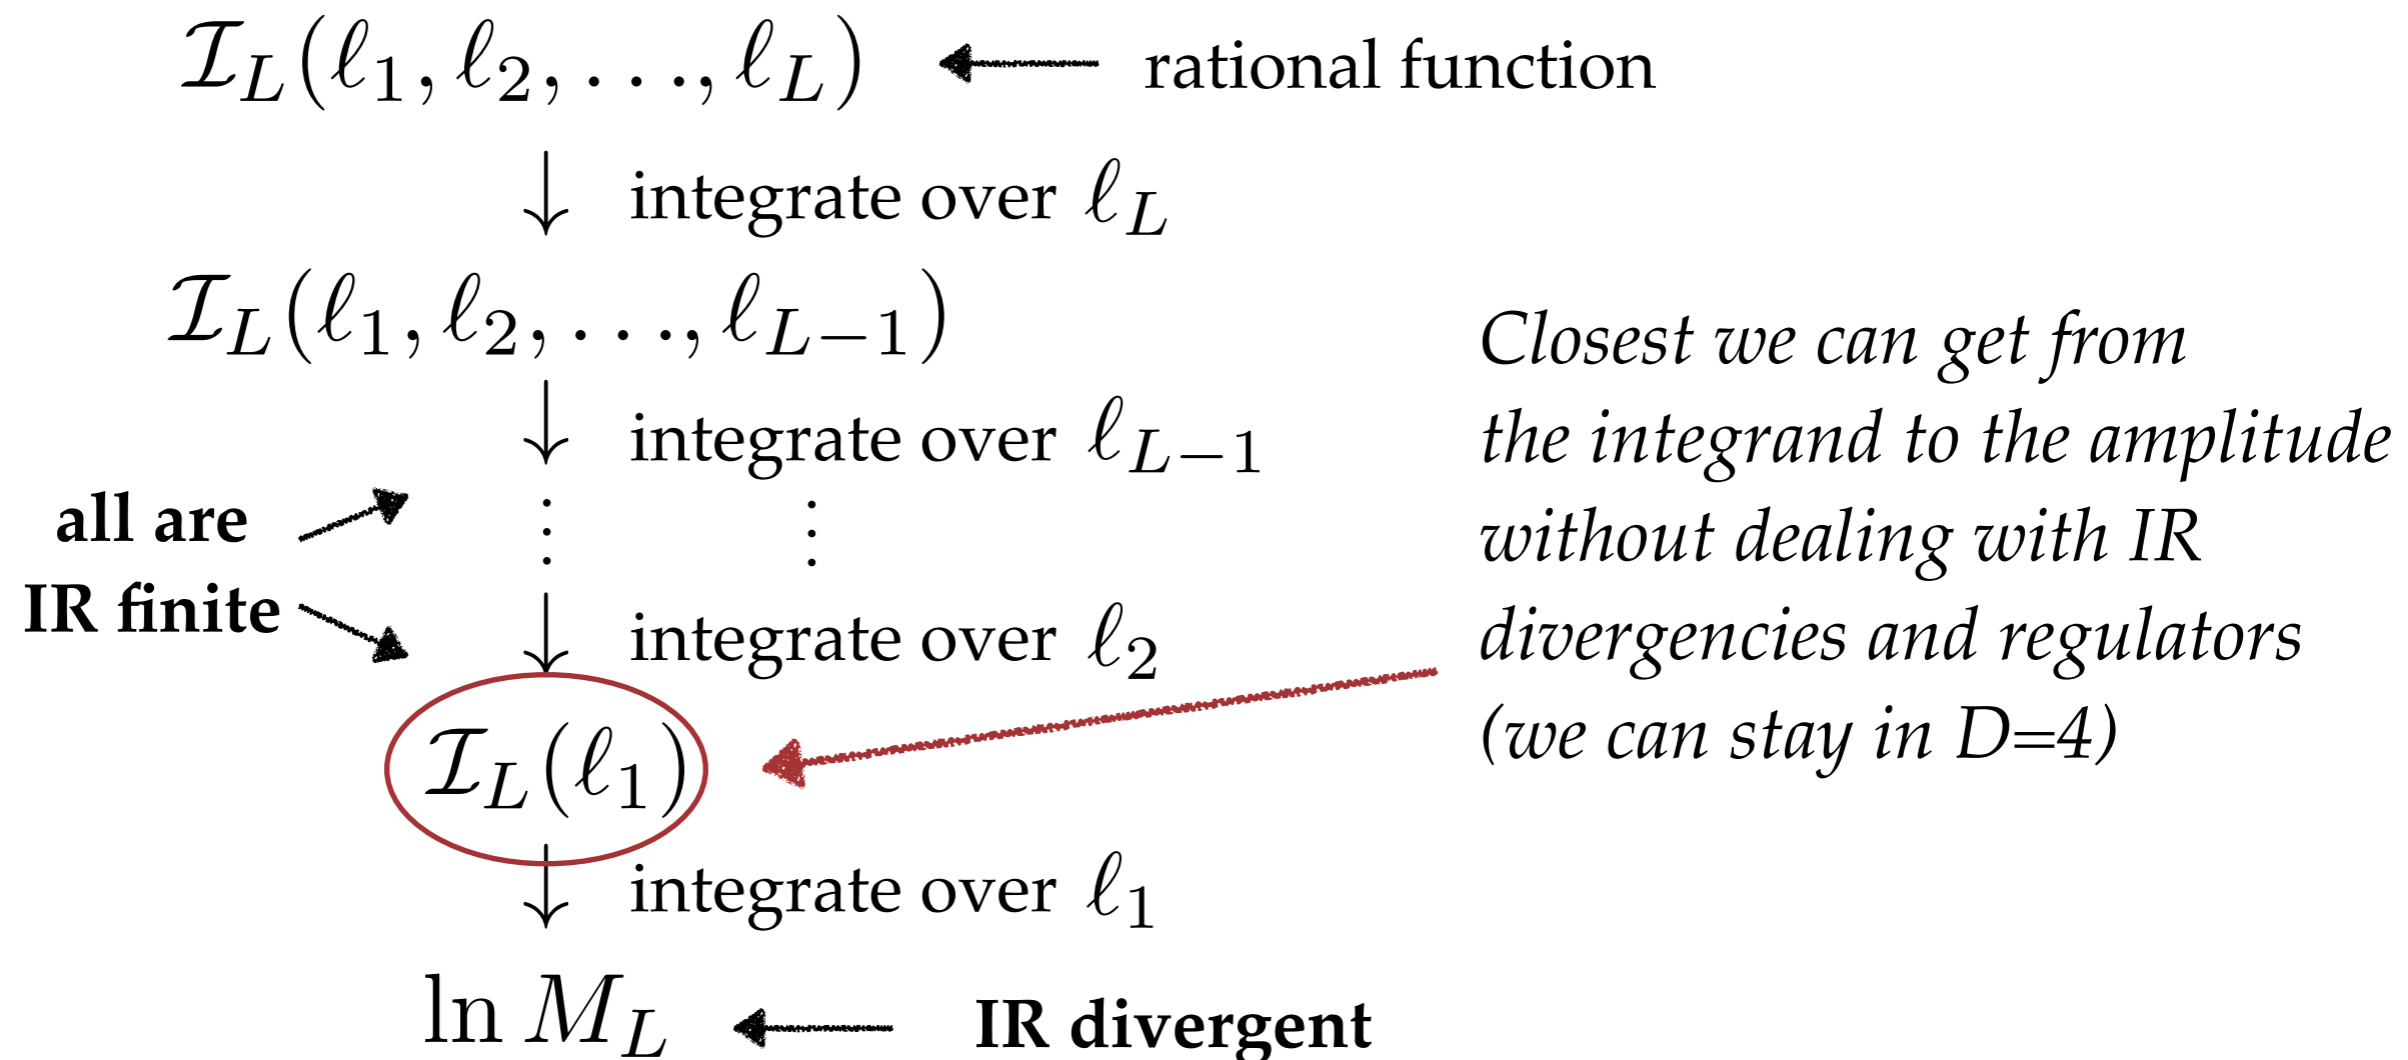 𝓘_L(ℓ_1, ℓ_2, …, ℓ_L) ← rational function
↓ integrate over ℓ_L
𝓘_L(ℓ_1, ℓ_2, …, ℓ_{L−1})
↓ integrate over ℓ_{L−1}
⋮ ⋮
all are
IR finite
↓ integrate over ℓ_2
𝓘_L(ℓ_1)
Closest we can get from
the integrand to the amplitude
without dealing with IR
divergencies and regulators
(we can stay in D=4)
↓ integrate over ℓ_1
ln M_L ← IR divergent